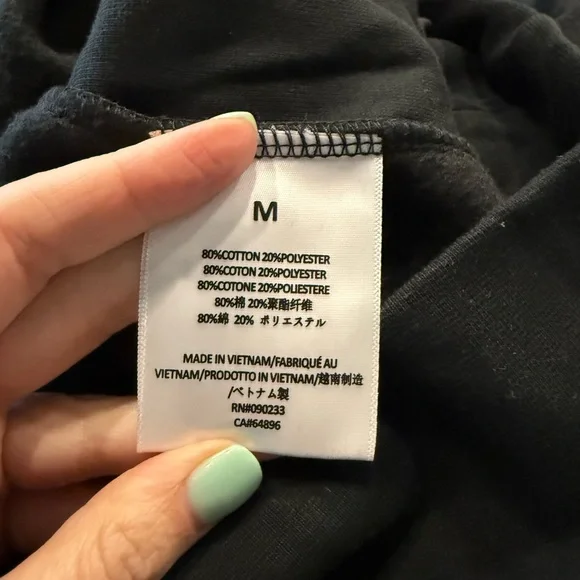 M
80%COTTON 20%POLYESTER
80%COTON 20%POLYESTER
80%COTONE 20%POLIESTERE
80%棉 20%聚酯纤维
80%綿 20% ポリエステル
MADE IN VIETNAM/FABRIQUÉ AU
VIETNAM/PRODOTTO IN VIETNAM/越南制造
/ベトナム製
RN#090233
CA#64896